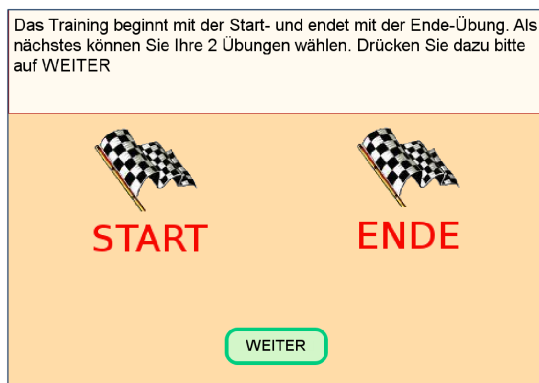 Das Training beginnt mit der Start- und endet mit der Ende-Übung. Als
nächstes können Sie Ihre 2 Übungen wählen. Drücken Sie dazu bitte
auf WEITER
START
ENDE
WEITER